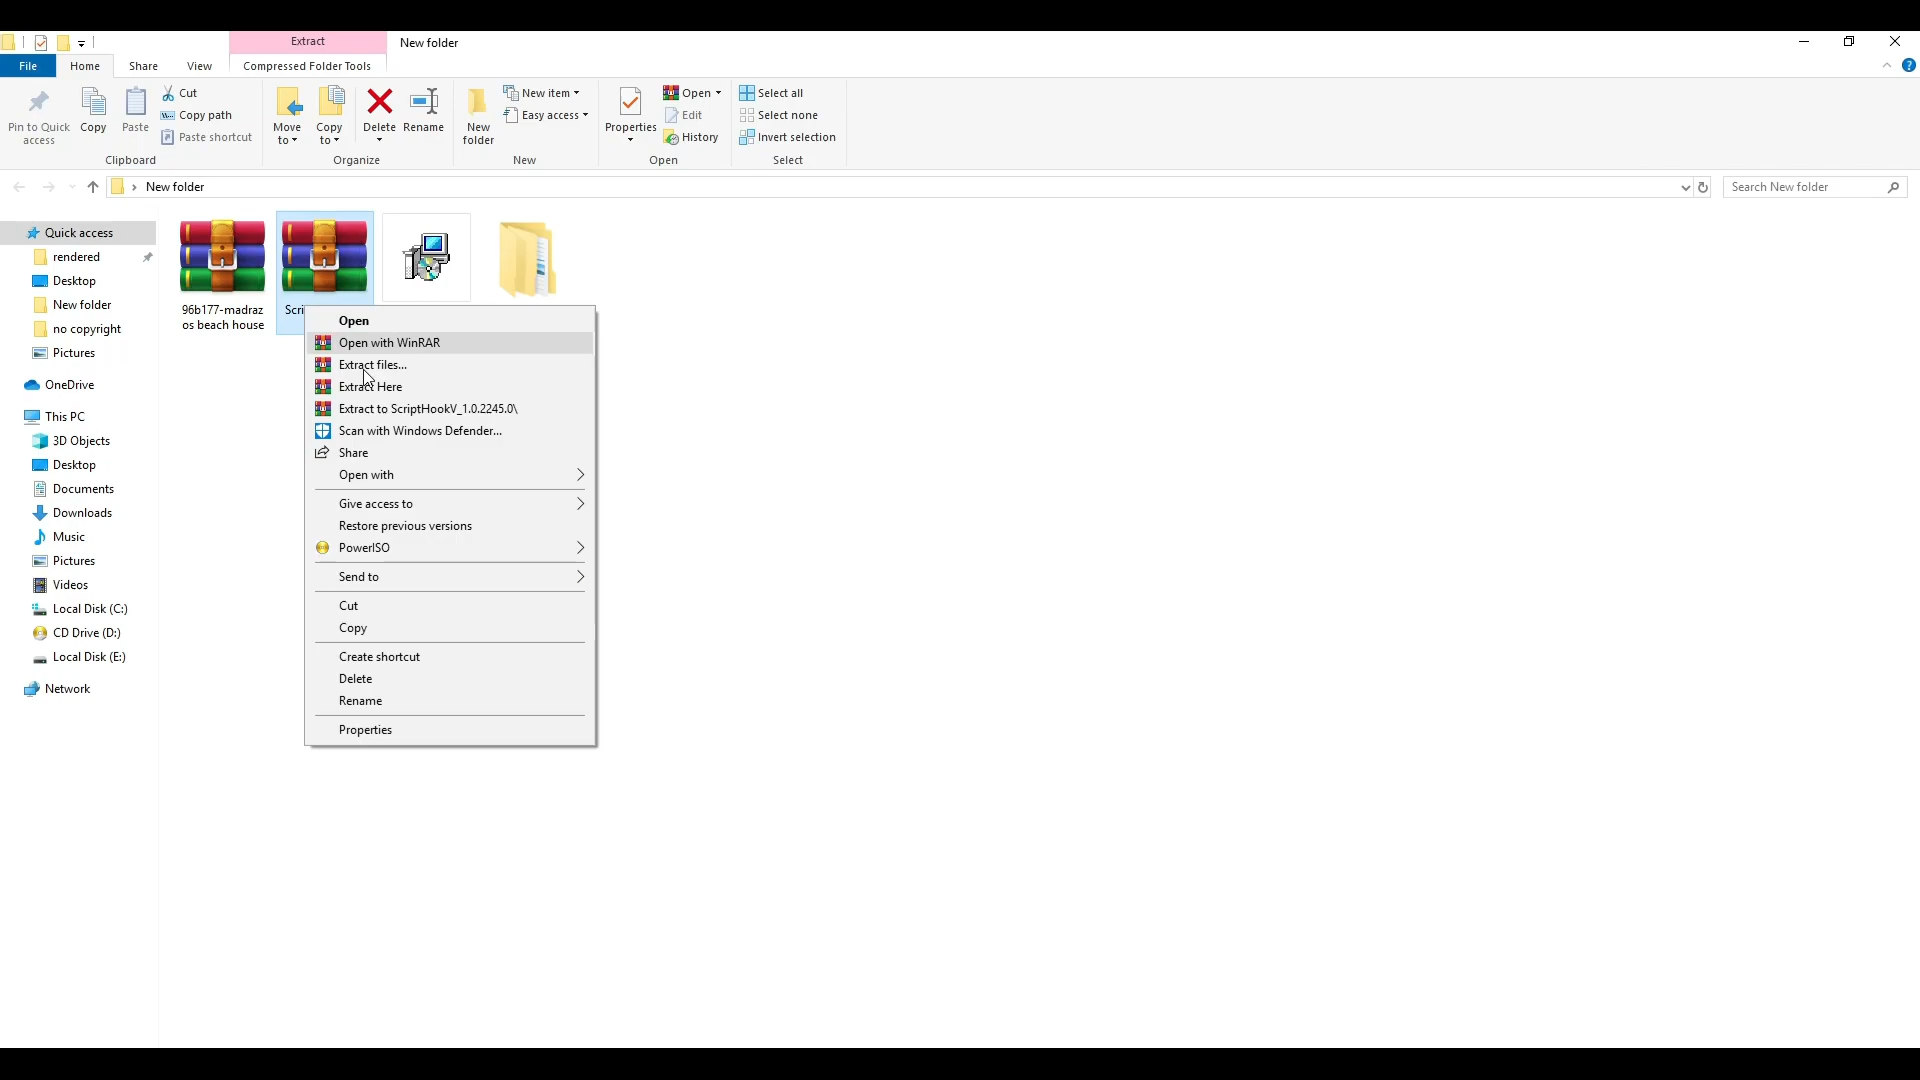 Extract
New folder
File
Home
Share
View
Compressed Folder Tools
Pin to Quick
access
Copy
Paste
Cut
Copy path
Paste shortcut
Clipboard
Move
to
Copy
to
Delete
Rename
Organize
New
folder
New item
Easy access
New
Properties
Open
Edit
History
Open
Select all
Select none
Invert selection
Select
New folder
Search New folder
Quick access
rendered
Desktop
New folder
no copyright
Pictures
OneDrive
This PC
3D Objects
Desktop
Documents
Downloads
Music
Pictures
Videos
Local Disk (C:)
CD Drive (D:)
Local Disk (E:)
Network
96b177-madraz
os beach house
Scri
Open
Open with WinRAR
Extract files...
Extract Here
Extract to ScriptHookV_1.0.2245.0\
Scan with Windows Defender...
Share
Open with
Give access to
Restore previous versions
PowerISO
Send to
Cut
Copy
Create shortcut
Delete
Rename
Properties